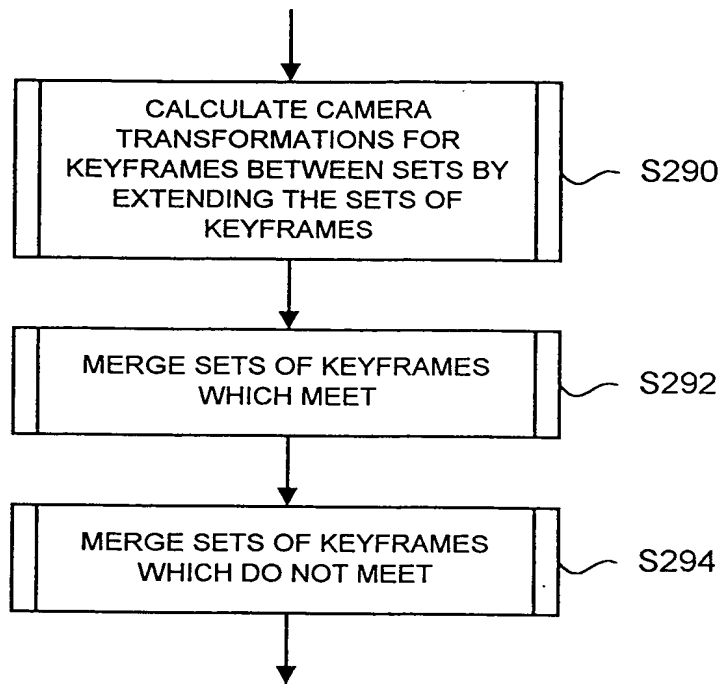 CALCULATE CAMERA
TRANSFORMATIONS FOR
KEYFRAMES BETWEEN SETS BY
EXTENDING THE SETS OF
KEYFRAMES
S290
MERGE SETS OF KEYFRAMES
WHICH MEET
S292
MERGE SETS OF KEYFRAMES
WHICH DO NOT MEET
S294